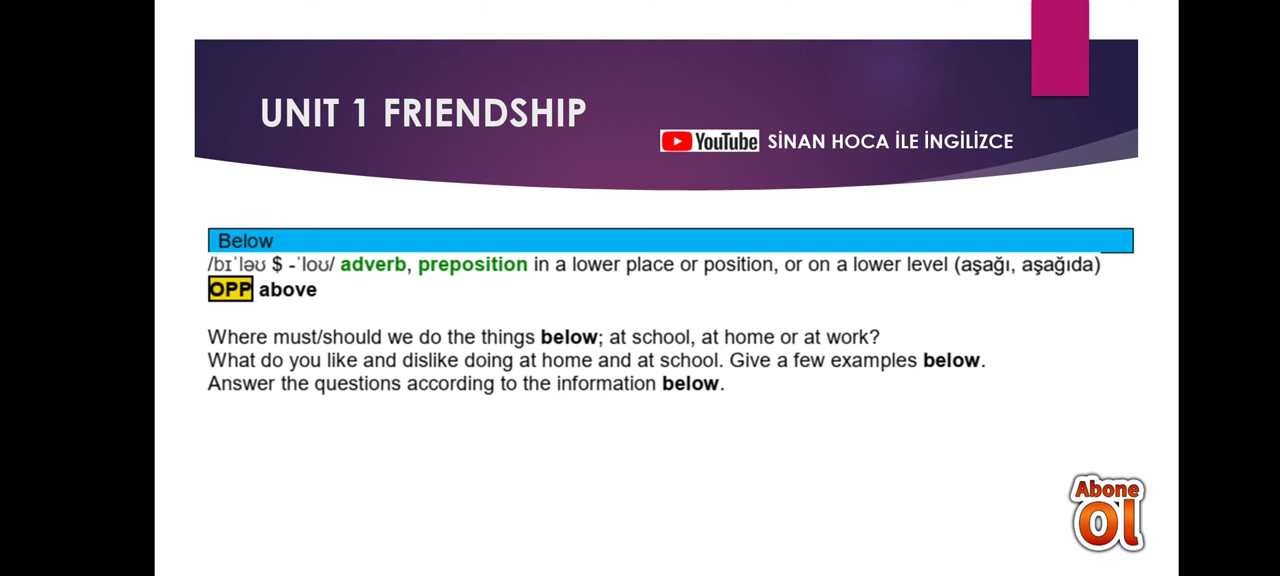 UNIT 1 FRIENDSHIP
YouTube SİNAN HOCA İLE İNGİLİZCE
Below
/bɪˈləʊ $ -ˈloʊ/ adverb, preposition in a lower place or position, or on a lower level (aşağı, aşağıda)
OPP above
Where must/should we do the things below; at school, at home or at work?
What do you like and dislike doing at home and at school. Give a few examples below.
Answer the questions according to the information below.
Abone
ol